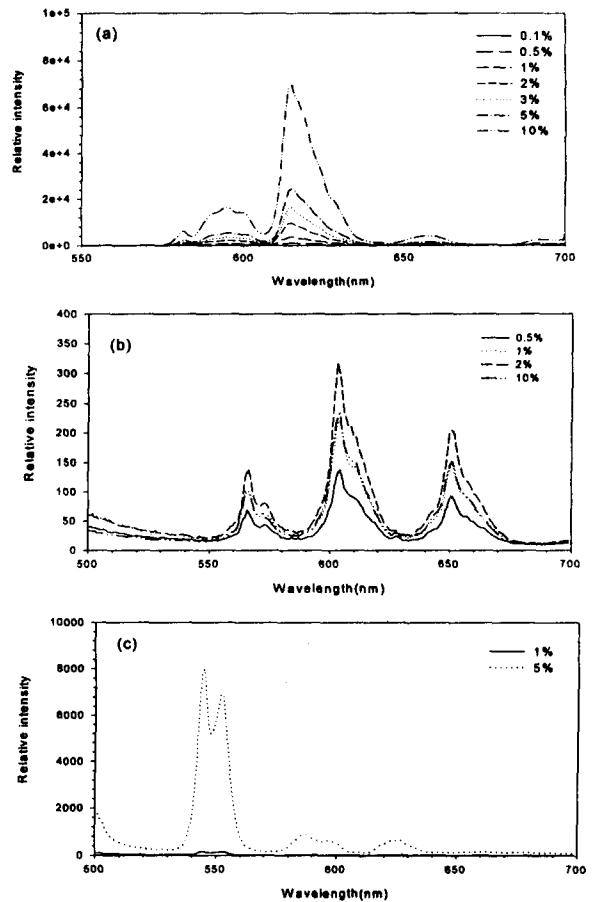 (a)
1e+5
8e+4
6e+4
4e+4
2e+4
0e+0
Relative intensity
0.1%
0.5%
1%
2%
3%
5%
10%
550
600
650
700
Wavelength(nm)
(b)
400
350
300
250
200
150
100
50
0
Relative intensity
0.5%
1%
2%
10%
500
550
600
650
700
Wavelength(nm)
(c)
10000
8000
6000
4000
2000
0
Relative intensity
1%
5%
500
550
600
650
700
Wavelength(nm)